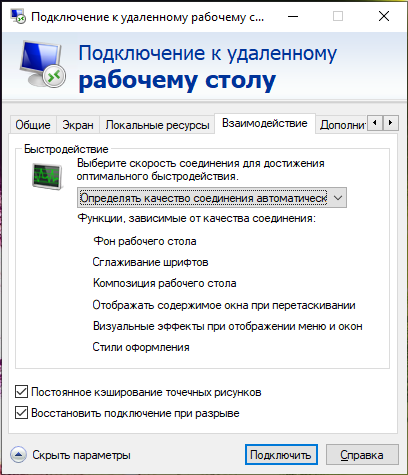 Подключение к удаленному рабочему с...
Подключение к удаленному
рабочему столу
Общие Экран Локальные ресурсы Взаимодействие Дополнит
Быстродействие
Выберите скорость соединения для достижения
оптимального быстродействия.
Определять качество соединения автоматическ
Функции, зависимые от качества соединения:
Фон рабочего стола
Сглаживание шрифтов
Композиция рабочего стола
Отображать содержимое окна при перетаскивании
Визуальные эффекты при отображении меню и окон
Стили оформления
Постоянное кэширование точечных рисунков
Восстановить подключение при разрыве
Скрыть параметры Подключить Справка